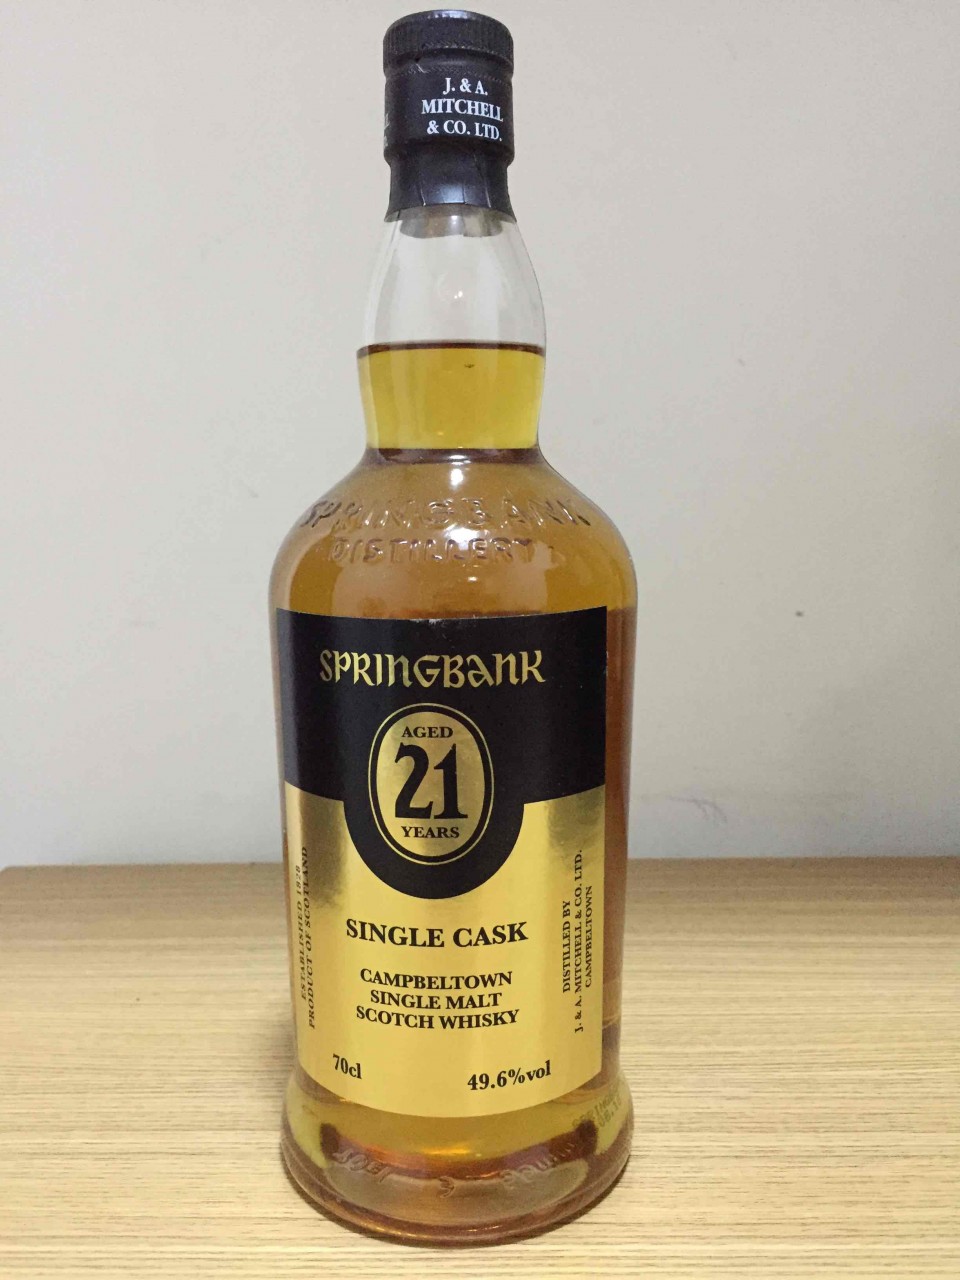 J. & A.
MITCHELL
& CO. LTD.
SPRINGBANK
DISTILLERY
SPRINGBANK
AGED
21
YEARS
SINGLE CASK
CAMPBELTOWN
SINGLE MALT
SCOTCH WHISKY
70cl
49.6%vol
ESTABLISHED 1828
PRODUCT OF SCOTLAND
DISTILLED BY
J. & A. MITCHELL & CO. LTD.
CAMPBELTOWN